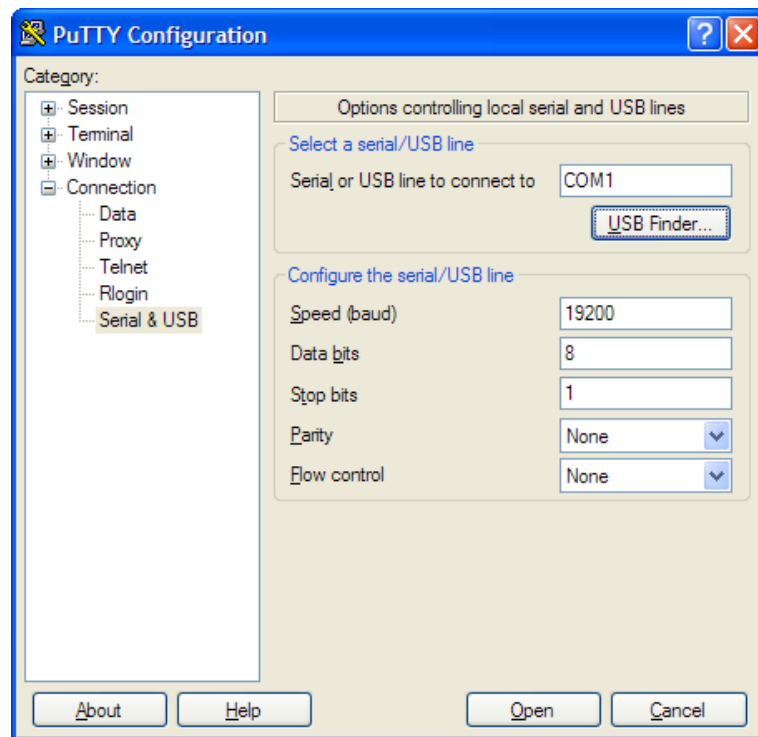 PuTTY Configuration
Category:
Session
Terminal
Window
Connection
Data
Proxy
Telnet
Rlogin
Serial & USB
Options controlling local serial and USB lines
Select a serial/USB line
Serial or USB line to connect to COM1
USB Finder...
Configure the serial/USB line
Speed (baud) 19200
Data bits 8
Stop bits 1
Parity None
Flow control None
About Help Open Cancel